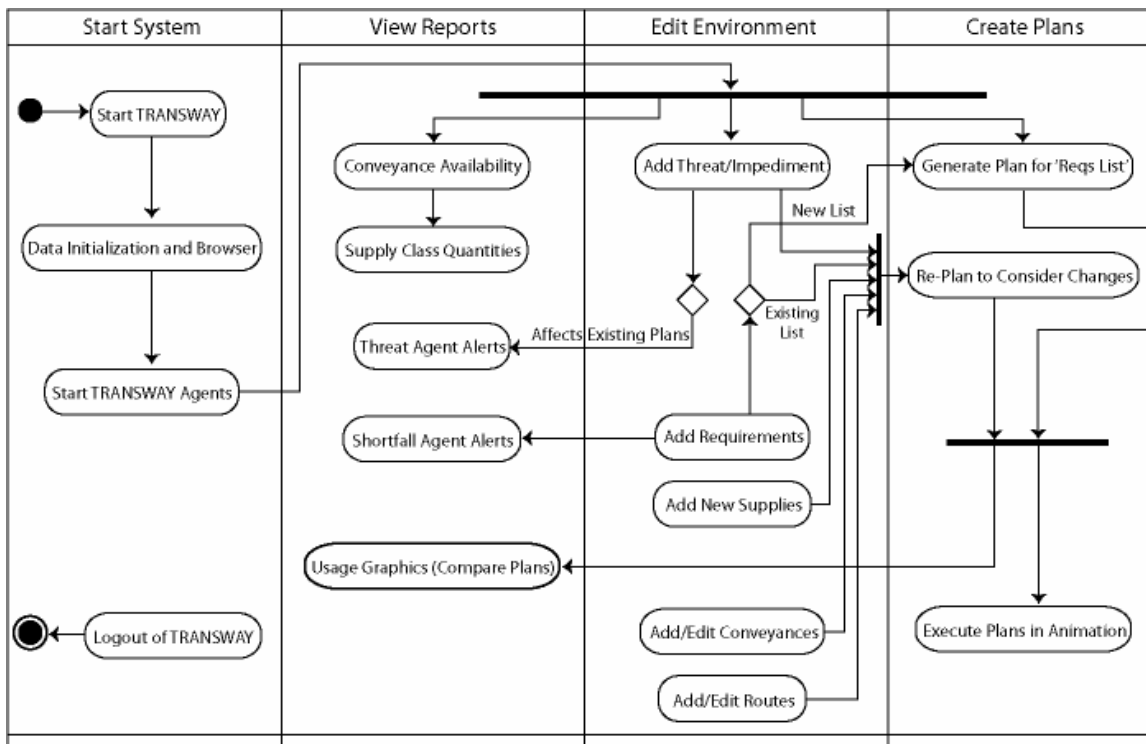 Start System
View Reports
Edit Environment
Create Plans
Start TRANSWAY
Conveyance Availability
Add Threat/Impediment
Generate Plan for 'Reqs List'
New List
Data Initialization and Browser
Supply Class Quantities
Re-Plan to Consider Changes
Existing
List
Affects Existing Plans
Threat Agent Alerts
Start TRANSWAY Agents
Shortfall Agent Alerts
Add Requirements
Add New Supplies
Usage Graphics (Compare Plans)
Logout of TRANSWAY
Add/Edit Conveyances
Execute Plans in Animation
Add/Edit Routes